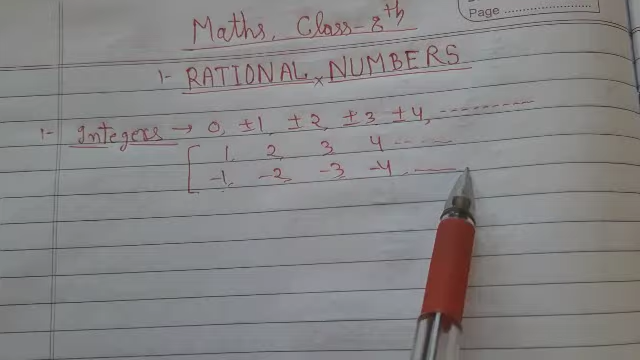 Page ..................
Maths, Class-8th
1- RATIONAL NUMBERS
1- Integers → 0, ±1, ±2, ±3 ±4, ----------
1, 2, 3 4 ------
-1, -2, -3 -4, ——